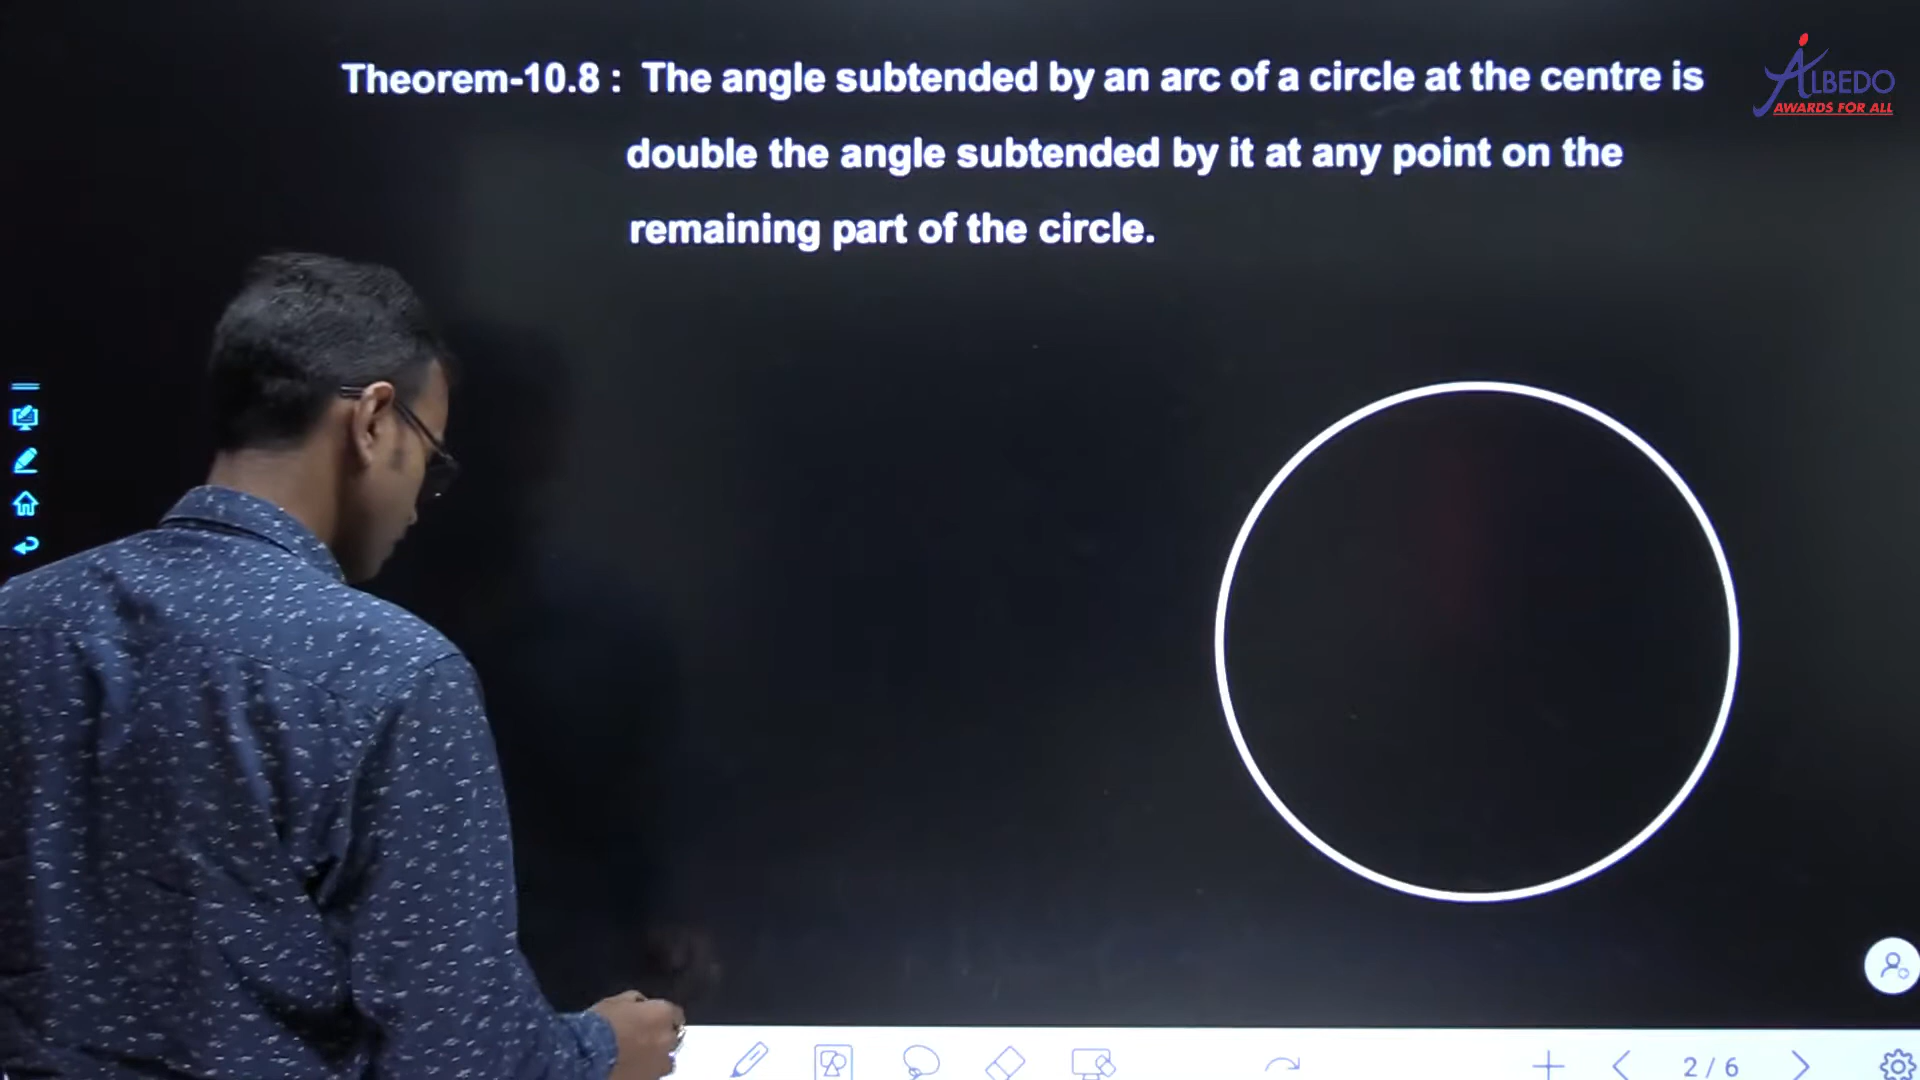 Theorem-10.8 : The angle subtended by an arc of a circle at the centre is
double the angle subtended by it at any point on the
remaining part of the circle.
ALBEDO
AWARDS FOR ALL
2 / 6